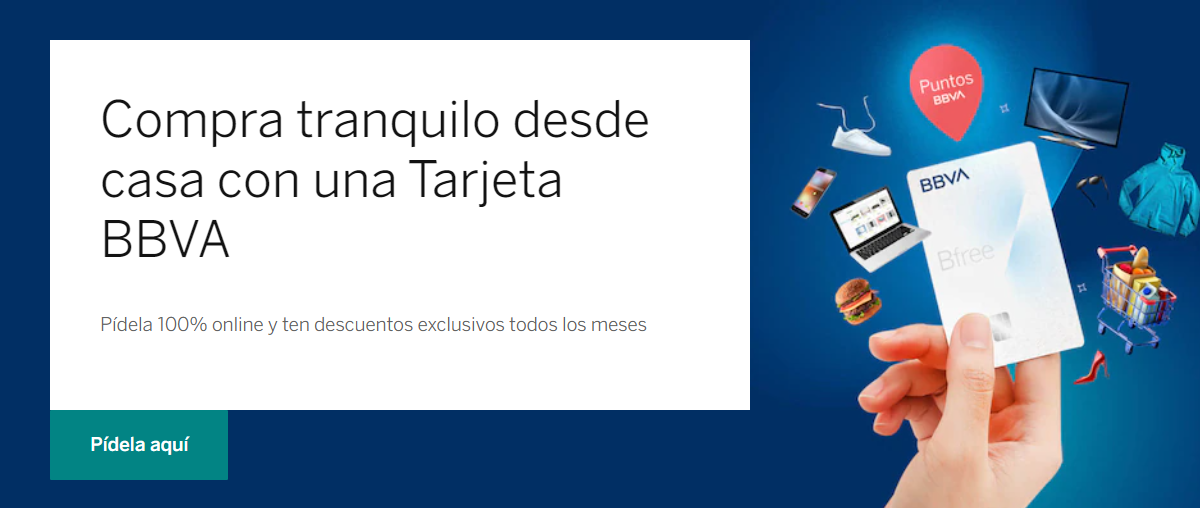 Compra tranquilo desde
casa con una Tarjeta
BBVA
Pídela 100% online y ten descuentos exclusivos todos los meses
Pídela aquí
Puntos
BBVA
BBVA
Bfree